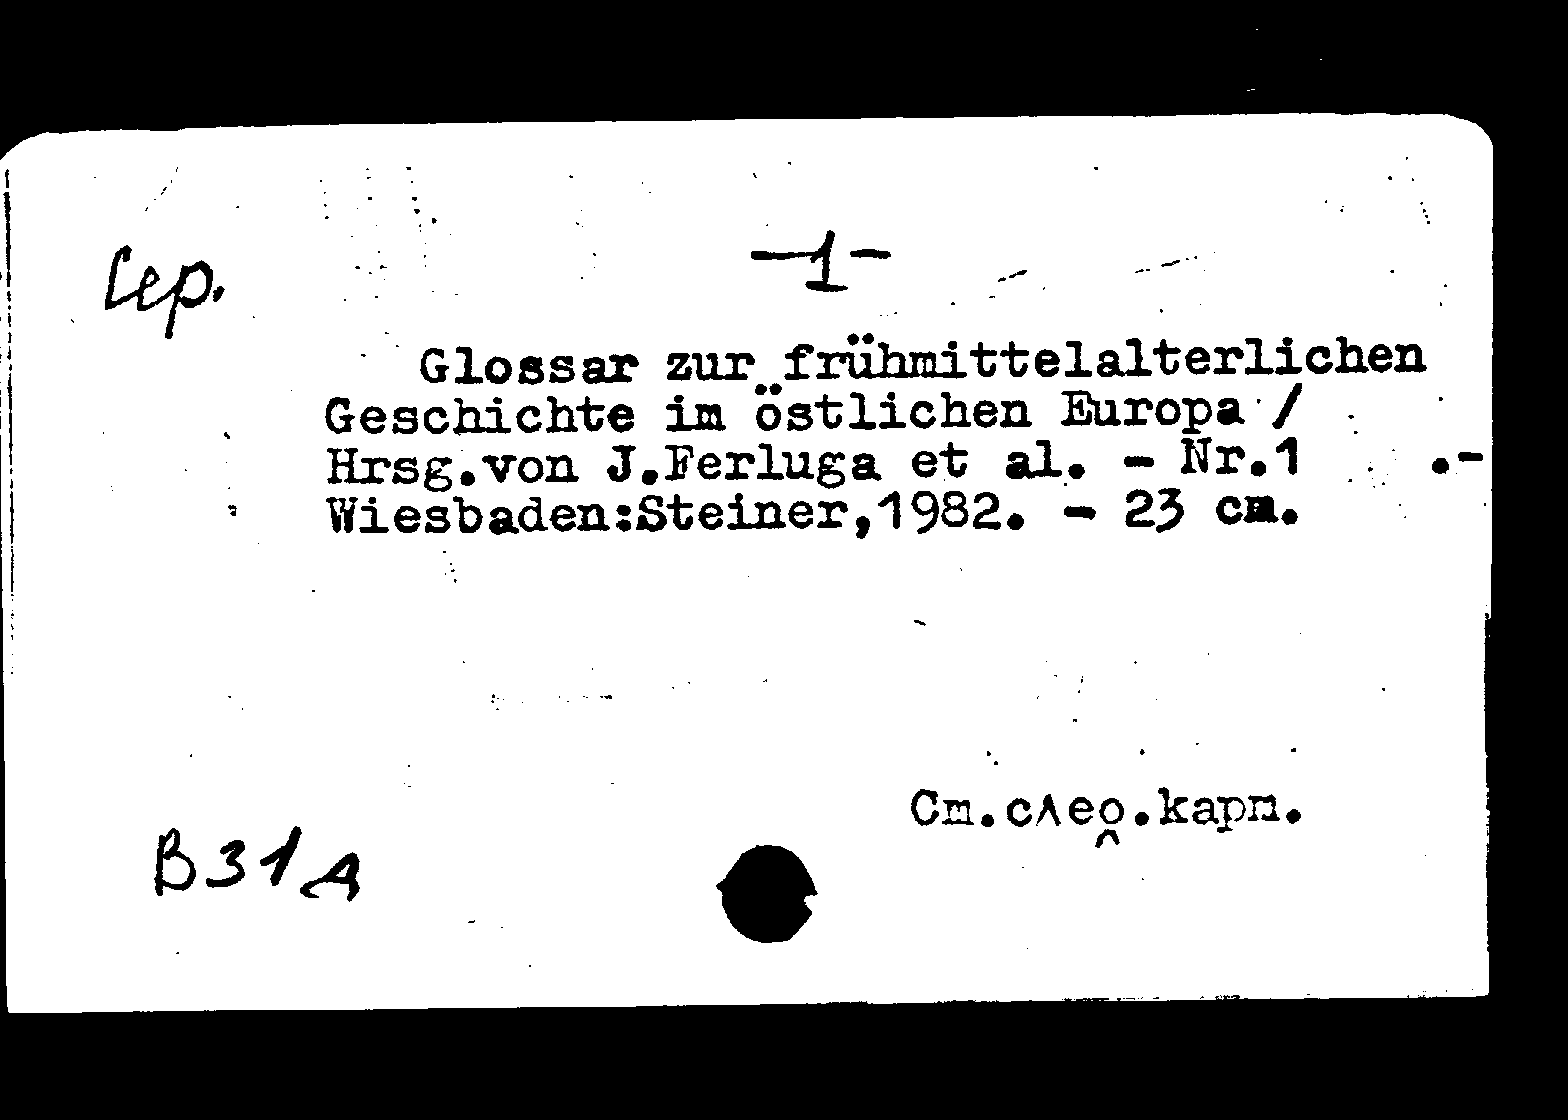 Сер.
—1—
Glossar zur frühmittelalterlichen
Geschichte im östlichen Europa /
Hrsg.von J.Ferluga et al. - Nr.1 .-
Wiesbaden:Steiner,1982. - 23 cm.
См.след.карт.
В31А